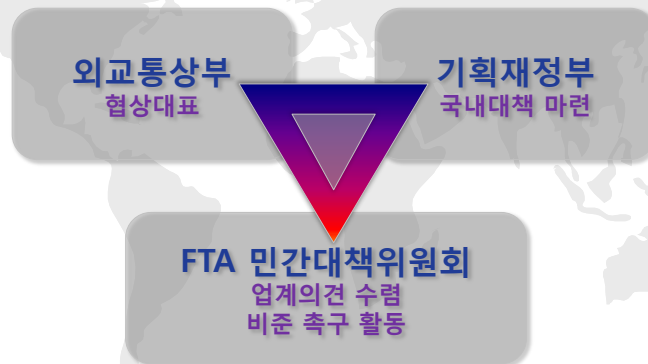 외교통상부
협상대표
기획재정부
국내대책 마련
FTA 민간대책위원회
업계의견 수렴
비준 촉구 활동